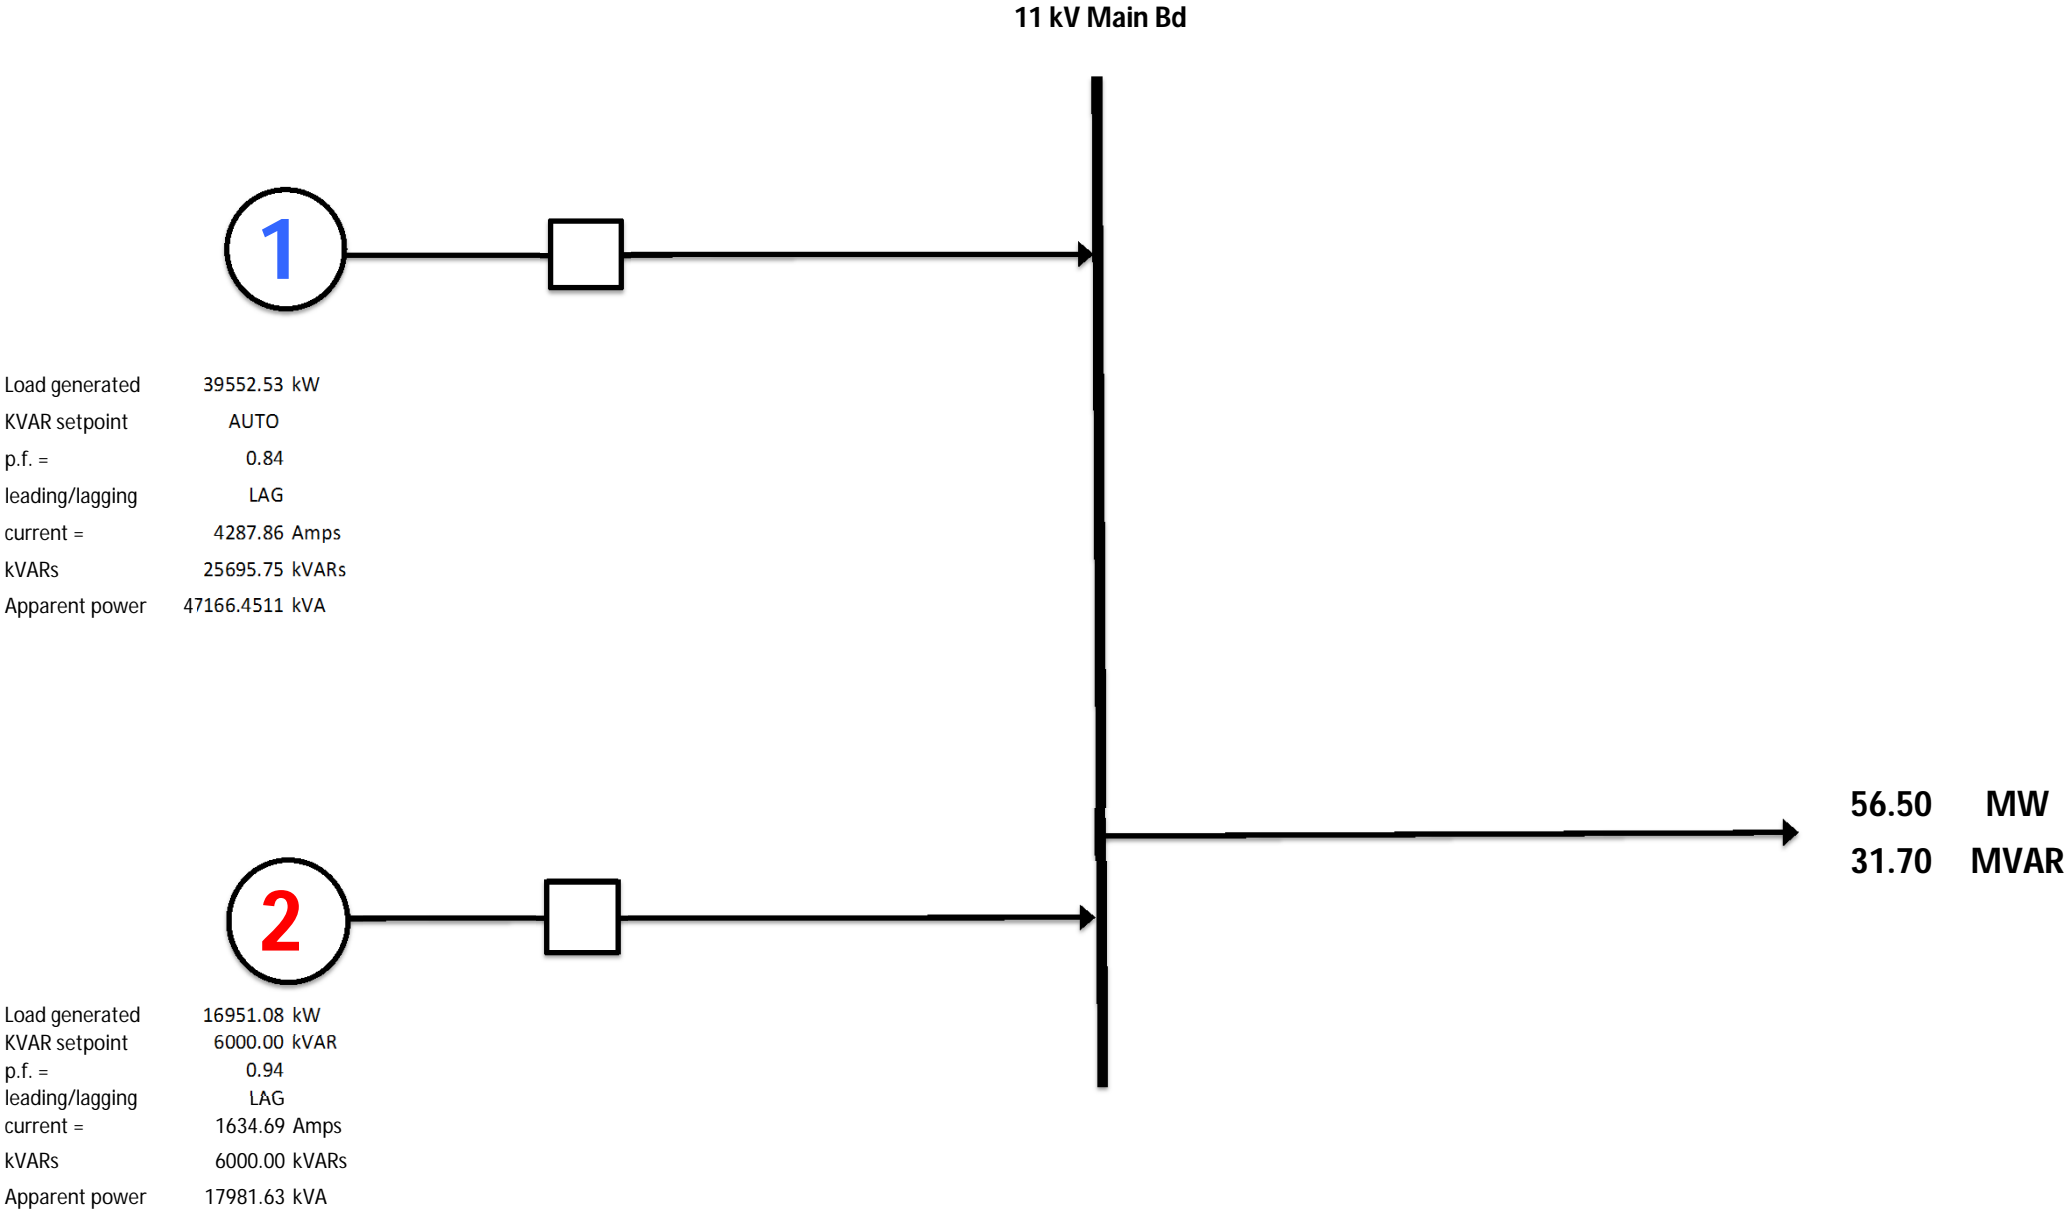 11 kV Main Bd
1
Load generated 39552.53 kW
KVAR setpoint AUTO
p.f. = 0.84
leading/lagging LAG
current = 4287.86 Amps
kVARs 25695.75 kVARs
Apparent power 47166.4511 kVA
56.50 MW
31.70 MVAR
2
Load generated 16951.08 kW
KVAR setpoint 6000.00 kVAR
p.f. = 0.94
leading/lagging LAG
current = 1634.69 Amps
kVARs 6000.00 kVARs
Apparent power 17981.63 kVA